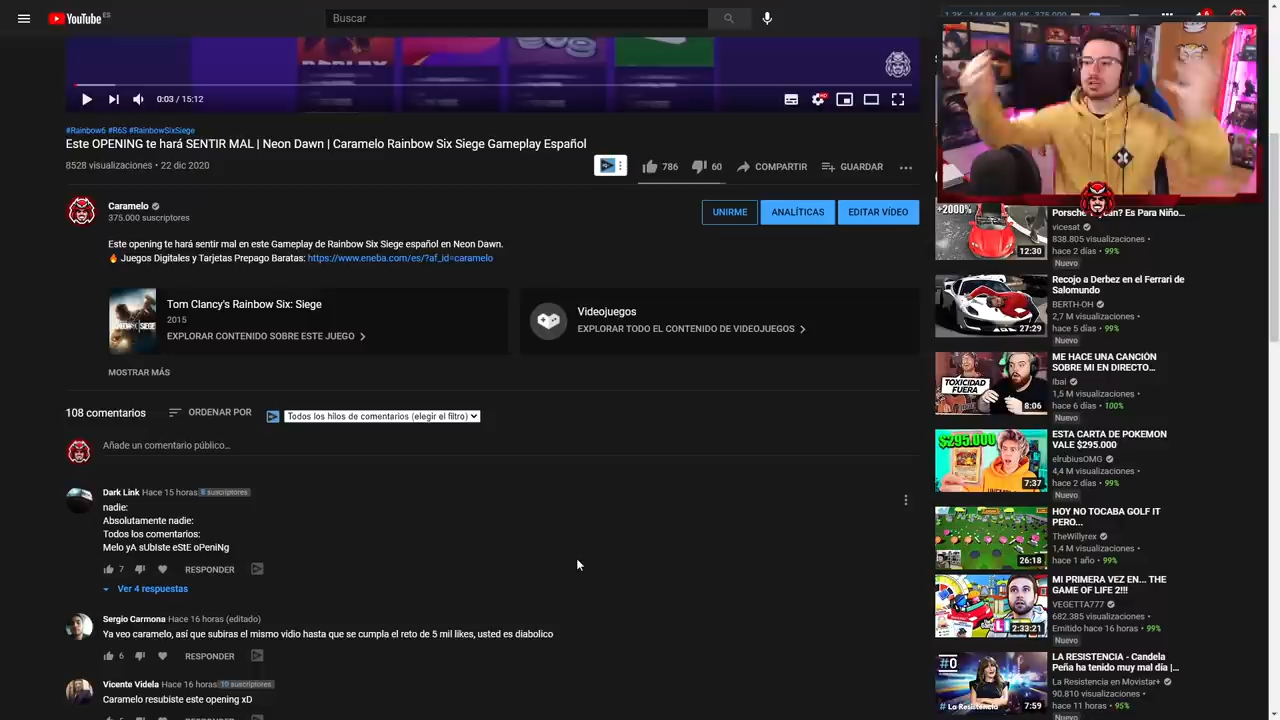 YouTube ES
Buscar
0:03 / 15:12
#Rainbow6 #R6S #RainbowSixSiege
Este OPENING te hará SENTIR MAL | Neon Dawn | Caramelo Rainbow Six Siege Gameplay Español
8528 visualizaciones • 22 dic 2020
786
60
COMPARTIR
GUARDAR
Caramelo
375.000 suscriptores
UNIRME
ANALÍTICAS
EDITAR VÍDEO
Este opening te hará sentir mal en este Gameplay de Rainbow Six Siege español en Neon Dawn.
Juegos Digitales y Tarjetas Prepago Baratas: https://www.eneba.com/es/?af_id=caramelo
Tom Clancy's Rainbow Six: Siege
2015
EXPLORAR CONTENIDO SOBRE ESTE JUEGO
Videojuegos
EXPLORAR TODO EL CONTENIDO DE VIDEOJUEGOS
MOSTRAR MÁS
108 comentarios
ORDENAR POR
Todos los hilos de comentarios (elegir el filtro)
Añade un comentario público...
Dark Link Hace 15 horas
suscriptores
nadie:
Absolutamente nadie:
Todos los comentarios:
Melo yA sUbIste eStE oPeniNg
7
RESPONDER
Ver 4 respuestas
Sergio Carmona Hace 16 horas (editado)
Ya veo caramelo, asi que subiras el mismo vidio hasta que se cumpla el reto de 5 mil likes, usted es diabolico
6
RESPONDER
Vicente Videla Hace 16 horas 10 suscriptores
Caramelo resubiste este opening xD
RESPONDER
+2000%
12:30
Es Para Niño...
vicesat
838.805 visualizaciones •
hace 2 días • 99%
Nuevo
27:29
Recojo a Derbez en el Ferrari de
Salomundo
BERTH-OH
2,7 M visualizaciones •
hace 5 días • 99%
Nuevo
TOXICIDAD
FUERA
8:06
ME HACE UNA CANCIÓN
SOBRE MI EN DIRECTO...
Ibai
1,5 M visualizaciones •
hace 6 días • 100%
Nuevo
$295.000
7:37
ESTA CARTA DE POKEMON
VALE $295.000
elrubiusOMG
4,4 M visualizaciones •
hace 2 días • 99%
Nuevo
26:18
HOY NO TOCABA GOLF IT
PERO...
TheWillyrex
1,4 M visualizaciones •
hace 1 año • 99%
2:33:21
MI PRIMERA VEZ EN... THE
GAME OF LIFE 2!!!
VEGETTA777
682.385 visualizaciones •
Emitido hace 16 horas • 99%
Nuevo
#0
# La Resistencia
7:59
LA RESISTENCIA - Candela
Peña ha tenido muy mal día |...
La Resistencia en Movistar+
90.810 visualizaciones •
hace 11 horas • 95%
Nuevo